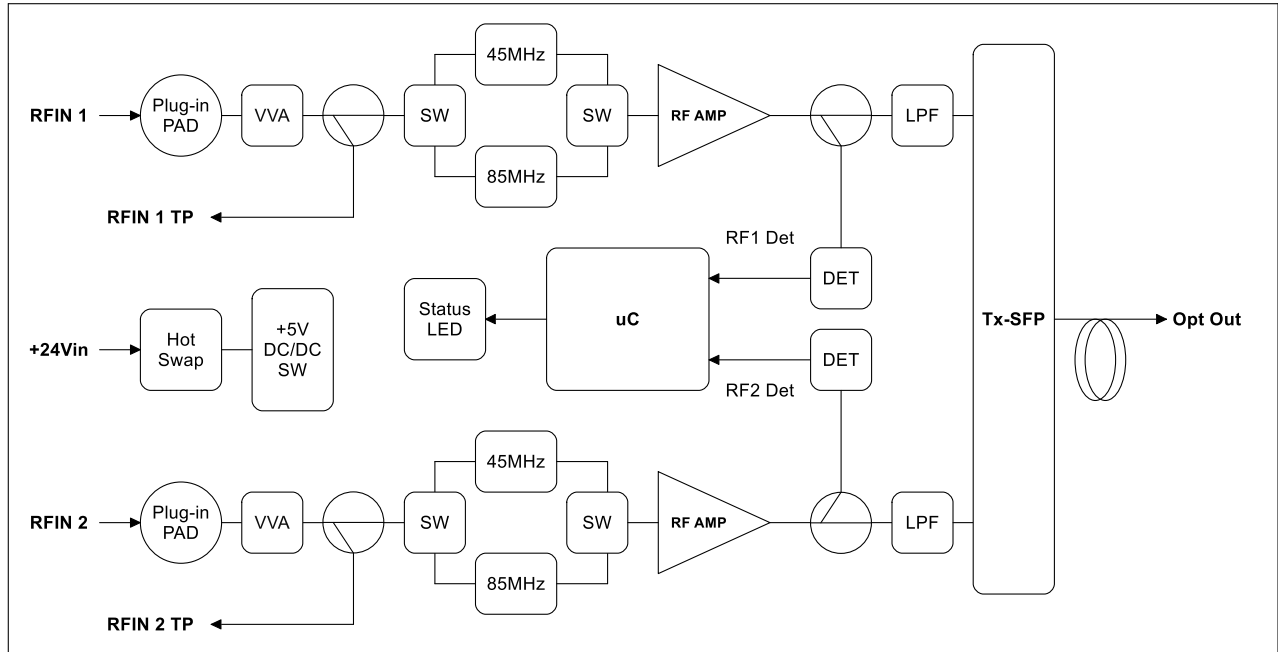 45MHz
RFIN 1
Plug-in
PAD
VVA
SW
SW
RF AMP
LPF
85MHz
RFIN 1 TP
RF1 Det
DET
Status
LED
uC
Tx-SFP
Opt Out
+24Vin
Hot
Swap
+5V
DC/DC
SW
DET
RF2 Det
45MHz
RFIN 2
Plug-in
PAD
VVA
SW
SW
RF AMP
LPF
85MHz
RFIN 2 TP